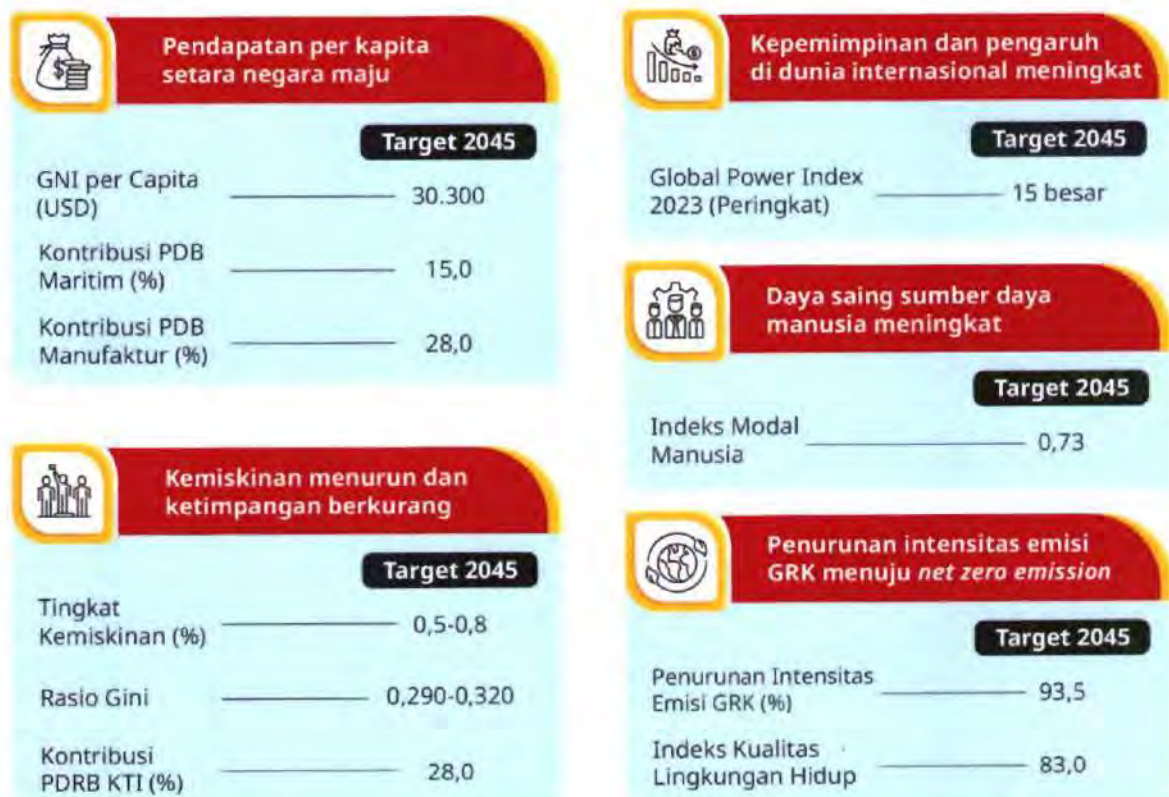 Pendapatan per kapita
setara negara maju
Target 2045
GNI per Capita
(USD)
30.300
Kontribusi PDB
Maritim (%)
15,0
Kontribusi PDB
Manufaktur (%)
28,0
Kemiskinan menurun dan
ketimpangan berkurang
Target 2045
Tingkat
Kemiskinan (%)
0,5-0,8
Rasio Gini
0,290-0,320
Kontribusi
PDRB KTI (%)
28,0
Kepemimpinan dan pengaruh
di dunia internasional meningkat
Target 2045
Global Power Index
2023 (Peringkat)
15 besar
Daya saing sumber daya
manusia meningkat
Target 2045
Indeks Modal
Manusia
0,73
Penurunan intensitas emisi
GRK menuju net zero emission
Target 2045
Penurunan Intensitas
Emisi GRK (%)
93,5
Indeks Kualitas
Lingkungan Hidup
83,0